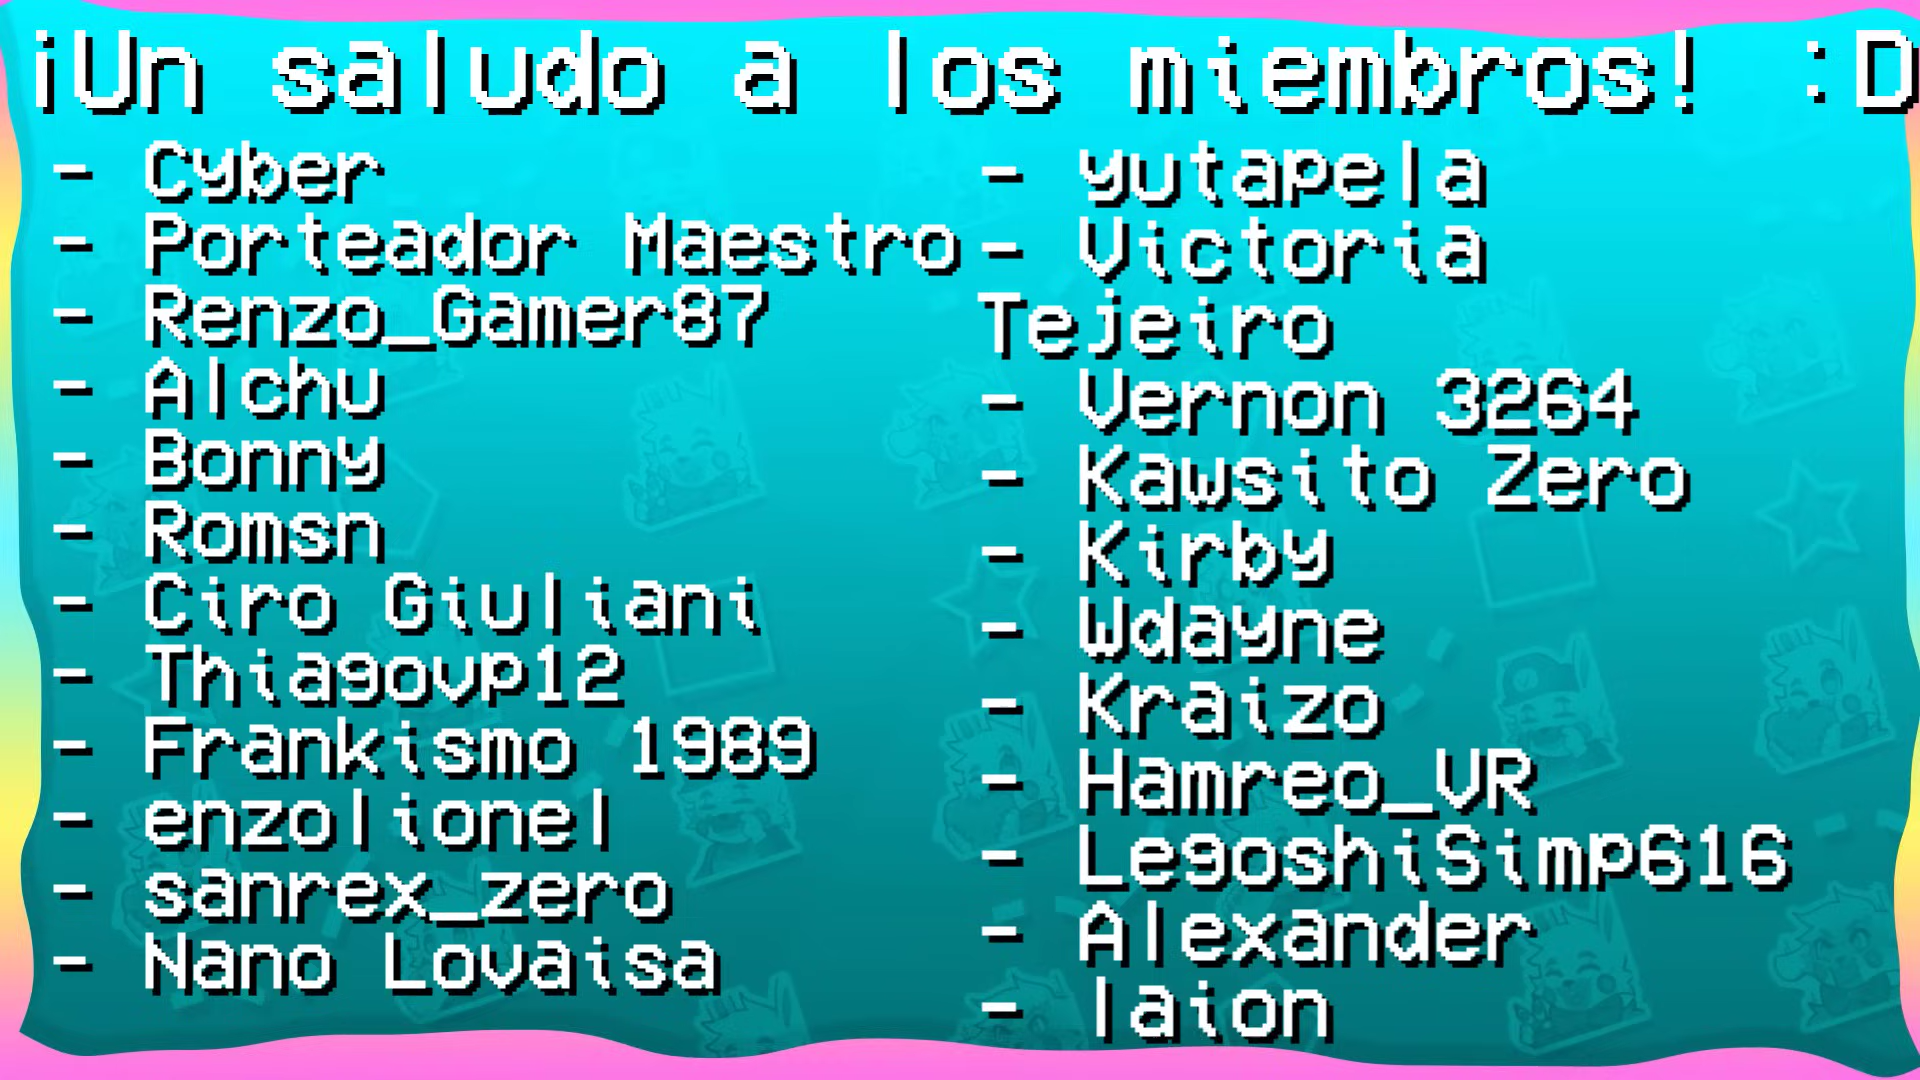 ¡Un saludo a los miembros! :D
- Cyber
- Porteador Maestro
- Renzo_Gamer87
- Alchu
- Bonny
- Romsn
- Ciro Giuliani
- Thiagovp12
- Frankismo 1989
- enzolionel
- sanrex_zero
- Nano Lovaisa
- yutapela
- Victoria
Tejeiro
- Vernon 3264
- Kawsito Zero
- Kirby
- Wdayne
- Kraizo
- Hamreo_VR
- LegoshiSimp616
- Alexander
- laion